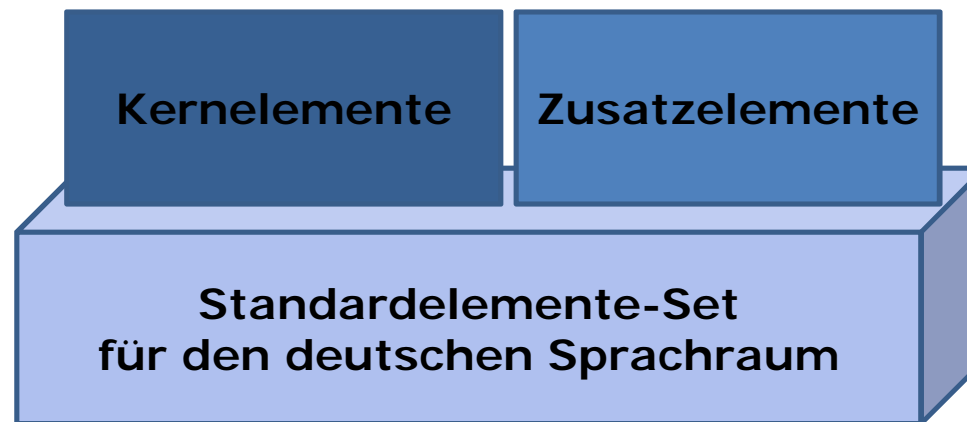 Kernelemente
Zusatzelemente
Standardelemente-Set
für den deutschen Sprachraum